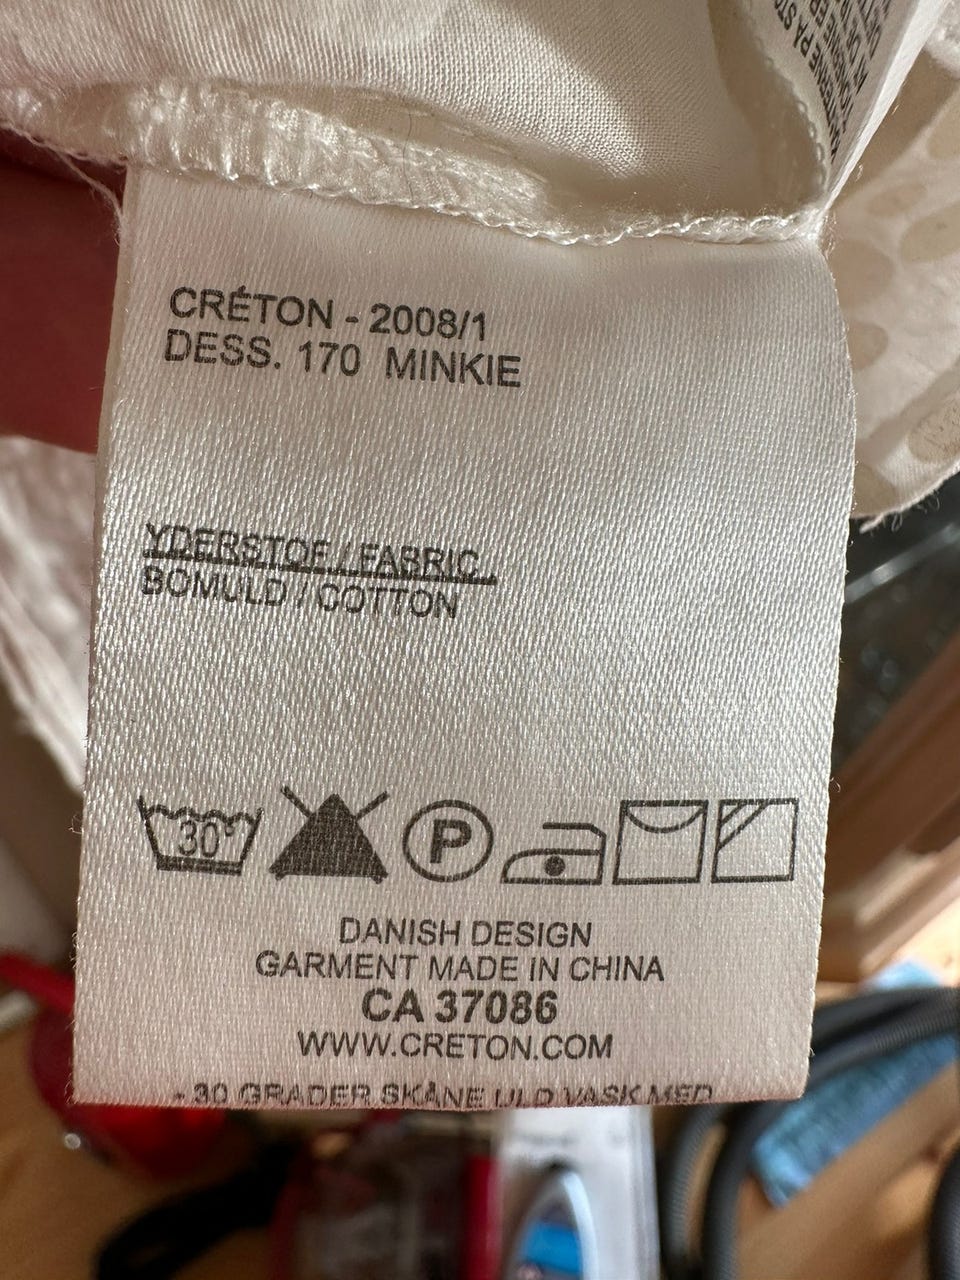 CRÉTON - 2008/1
DESS. 170 MINKIE
YDERSTOF / FABRIC
BOMULD / COTTON
30°
P
DANISH DESIGN
GARMENT MADE IN CHINA
CA 37086
WWW.CRETON.COM
- 30 GRADER SKÅNE ULD VASK MED